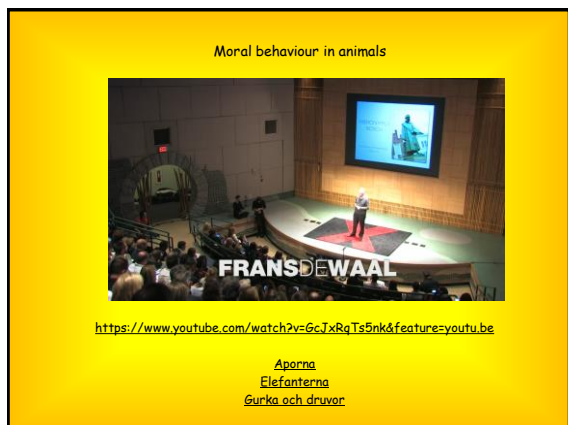 Moral behaviour in animals
FRANSDEWAAL
https://www.youtube.com/watch?v=GcJxRqTs5nk&feature=youtu.be
Aporna
Elefanterna
Gurka och druvor